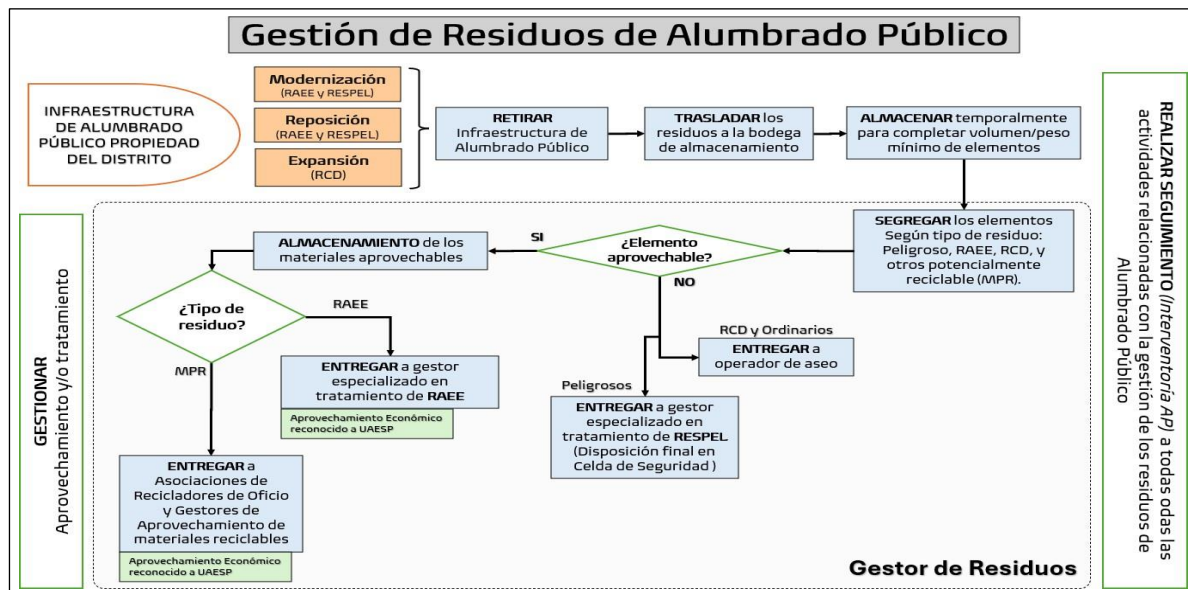 Gestión de Residuos de Alumbrado Público
INFRAESTRUCTURA
DE ALUMBRADO
PÚBLICO PROPIEDAD
DEL DISTRITO
Modernización
(RAEE y RESPEL)
Reposición
(RAEE y RESPEL)
Expansión
(RCD)
RETIRAR
Infraestructura de
Alumbrado Público
TRASLADAR los
residuos a la bodega
de almacenamiento
ALMACENAR temporalmente
para completar volumen/peso
mínimo de elementos
SEGREGAR los elementos
Según tipo de residuo:
Peligroso, RAEE, RCD, y
otros potencialmente
reciclable (MPR).
¿Elemento
aprovechable?
SI
NO
ALMACENAMIENTO de los
materiales aprovechables
¿Tipo de
residuo?
RAEE
MPR
ENTREGAR a gestor
especializado en
tratamiento de RAEE
Aprovechamiento Económico
reconocido a UAESP
ENTREGAR a
Asociaciones de
Recicladores de Oficio
y Gestores de
Aprovechamiento de
materiales reciclables
Aprovechamiento Económico
reconocido a UAESP
RCD y Ordinarios
ENTREGAR a
operador de aseo
Peligrosos
ENTREGAR a gestor
especializado en
tratamiento de RESPEL
(Disposición final en
Celda de Seguridad )
Gestor de Residuos
GESTIONAR
Aprovechamiento y/o tratamiento
REALIZAR SEGUIMIENTO (Interventoría AP) a todas odas las
actividades relacionadas con la gestión de los residuos de
Alumbrado Público